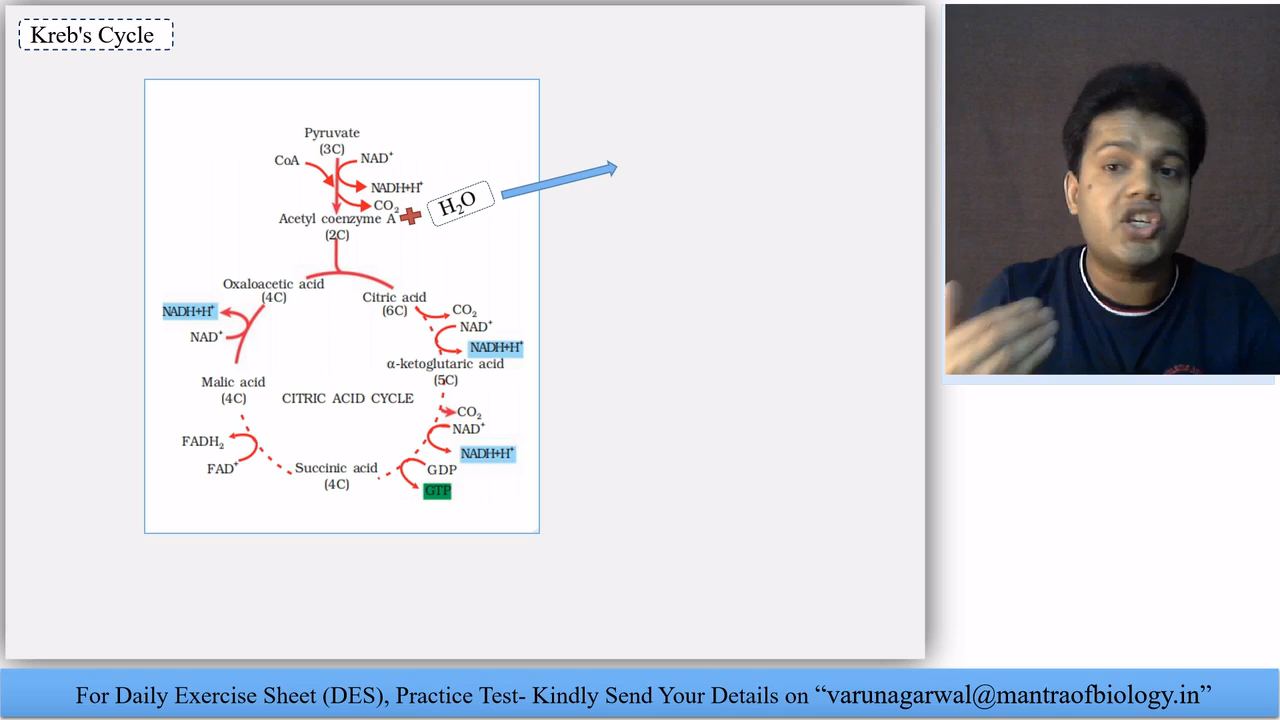 Kreb's Cycle
Pyruvate
(3C)
CoA
NAD⁺
NADH+H⁺
CO₂
Acetyl coenzyme A
H₂O
(2C)
Oxaloacetic acid
(4C)
Citric acid
(6C)
NADH+H⁺
NAD⁺
CO₂
NAD⁺
NADH+H⁺
α-ketoglutaric acid
(5C)
Malic acid
(4C)
CITRIC ACID CYCLE
CO₂
NAD⁺
NADH+H⁺
FADH₂
FAD⁺
Succinic acid
(4C)
GDP
GTP
For Daily Exercise Sheet (DES), Practice Test- Kindly Send Your Details on “varunagarwal@mantraofbiology.in”